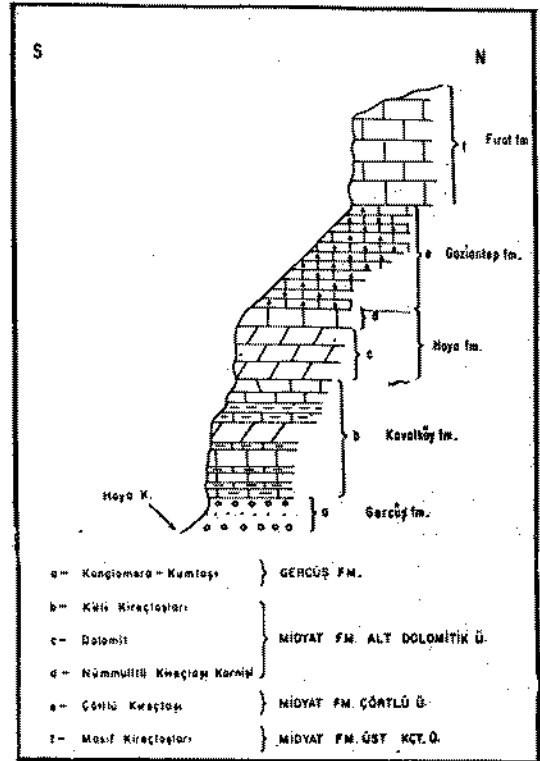 S N
f Fırat fm
e Gaziantep fm.
d
c Hoya fm.
b Kavalköy fm.
Hoya K.
a Gercüş fm.
a- Konglomera - Kumtaşı } GERCÜŞ FM.
b- Killi Kireçtaşları
c- Dolomit } MİDYAT FM. ALT DOLOMİTİK Ü.
d- Nummulitli Kireçtaşı Kornişi
e- Çörtlü Kireçtaşı } MİDYAT FM. ÇÖRTLÜ Ü.
f- Masif Kireçtaşları } MİDYAT FM. ÜST KÇT. Ü.